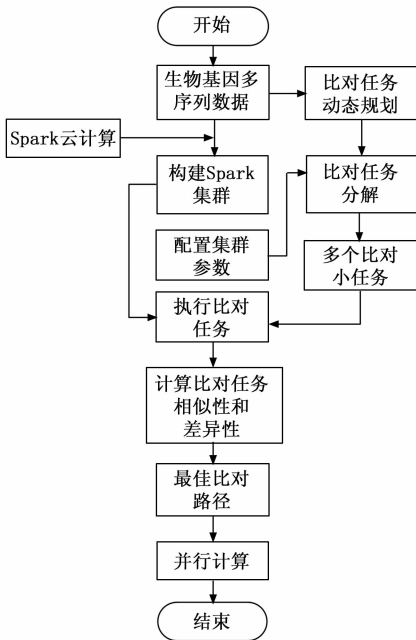 开始
生物基因多
序列数据
比对任务
动态规划
Spark云计算
构建Spark
集群
比对任务
分解
配置集群
参数
多个比对
小任务
执行比对
任务
计算比对任务
相似性和
差异性
最佳比对
路径
并行计算
结束